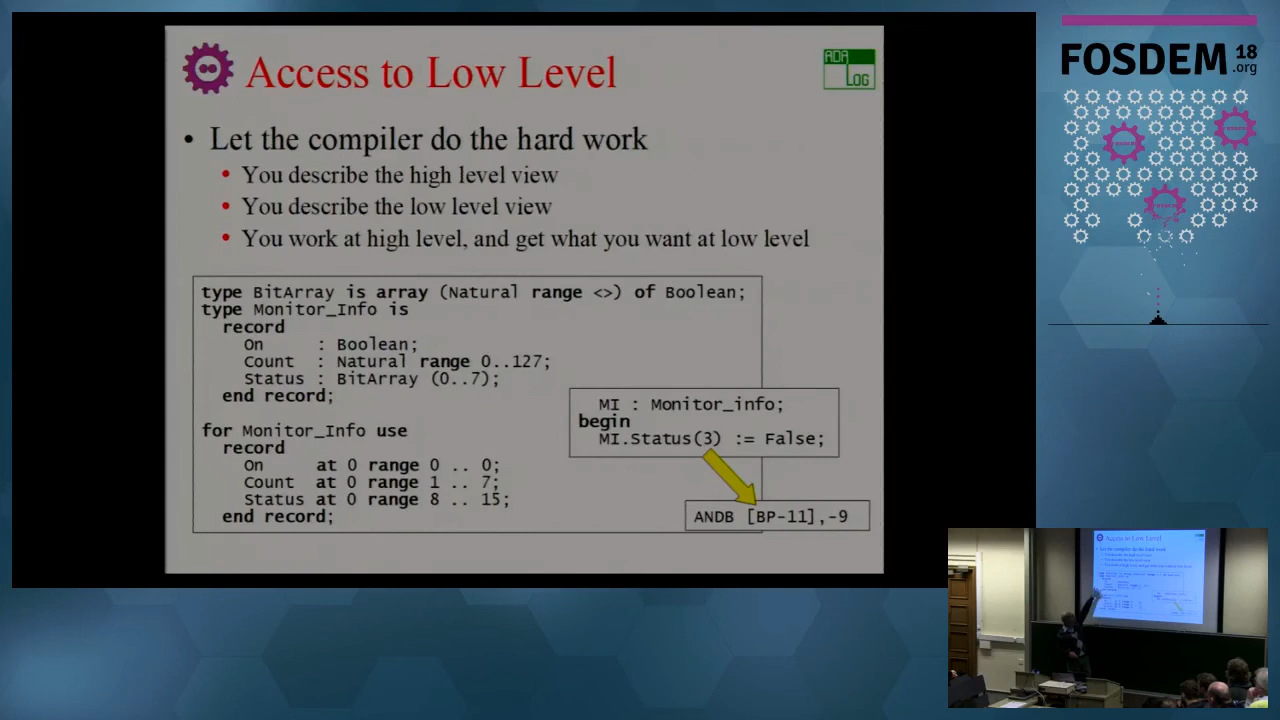 Access to Low Level
ADA
LOG
• Let the compiler do the hard work
• You describe the high level view
• You describe the low level view
• You work at high level, and get what you want at low level
type BitArray is array (Natural range <>) of Boolean;
type Monitor_Info is
record
On : Boolean;
Count : Natural range 0..127;
Status : BitArray (0..7);
end record;
for Monitor_Info use
record
On at 0 range 0 .. 0;
Count at 0 range 1 .. 7;
Status at 0 range 8 .. 15;
end record;
MI : Monitor_info;
begin
MI.Status(3) := False;
ANDB [BP-11],-9
FOSDEM 18
.org
Access to Low Level